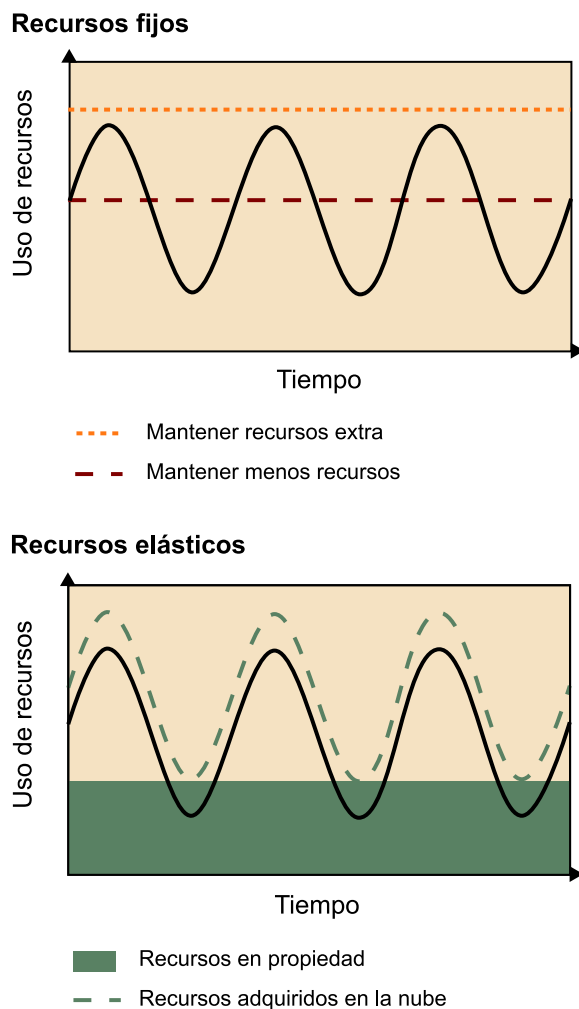 Recursos fijos
Uso de recursos
Tiempo
Mantener recursos extra
Mantener menos recursos
Recursos elásticos
Uso de recursos
Tiempo
Recursos en propiedad
Recursos adquiridos en la nube